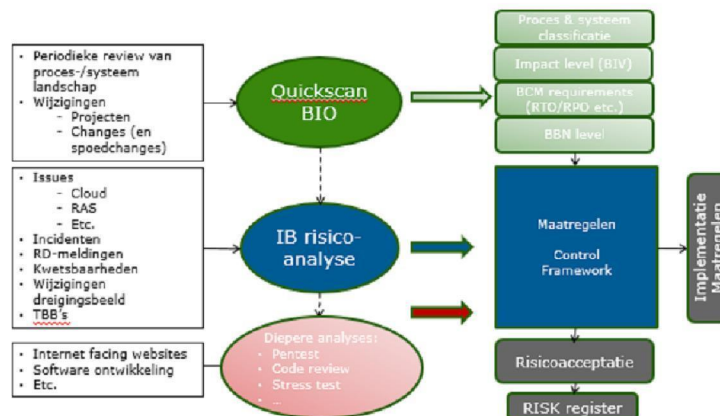 Periodieke review van
proces-/systeem
landschap
Wijzigingen
- Projecten
- Changes (en
spoedchanges)
Quickscan
BIO
Proces & systeem
classificatie
Impact level (BIV)
BCM requirements
(RTO/RPO etc.)
BBN level
Issues
- Cloud
- RAS
- Etc.
Incidenten
RD-meldingen
Kwetsbaarheden
Wijzigingen
dreigingsbeeld
TBB's
IB risico-
analyse
Maatregelen
Control
Framework
Implementatie
Maatregelen
Internet facing websites
Software ontwikkeling
Etc.
Diepere analyses:
Pentest
Code review
Stress test
...
Risicoacceptatie
RISK register